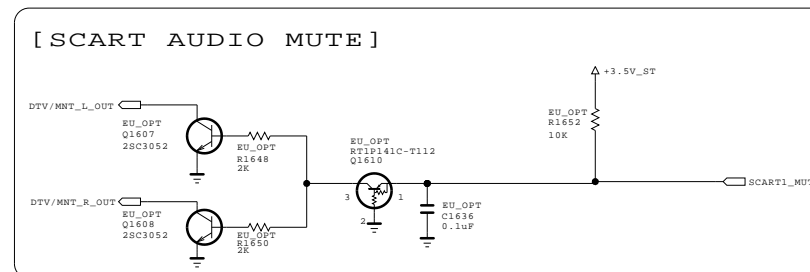 [SCART AUDIO MUTE]
+3.5V_ST
DTV/MNT_L_OUT
EU_OPT
Q1607
2SC3052
EU_OPT
R1648
2K
EU_OPT
RT1P141C-T112
Q1610
EU_OPT
R1652
10K
3
1
2
SCART1_MUT
EU_OPT
C1636
0.1uF
DTV/MNT_R_OUT
EU_OPT
Q1608
2SC3052
EU_OPT
R1650
2K